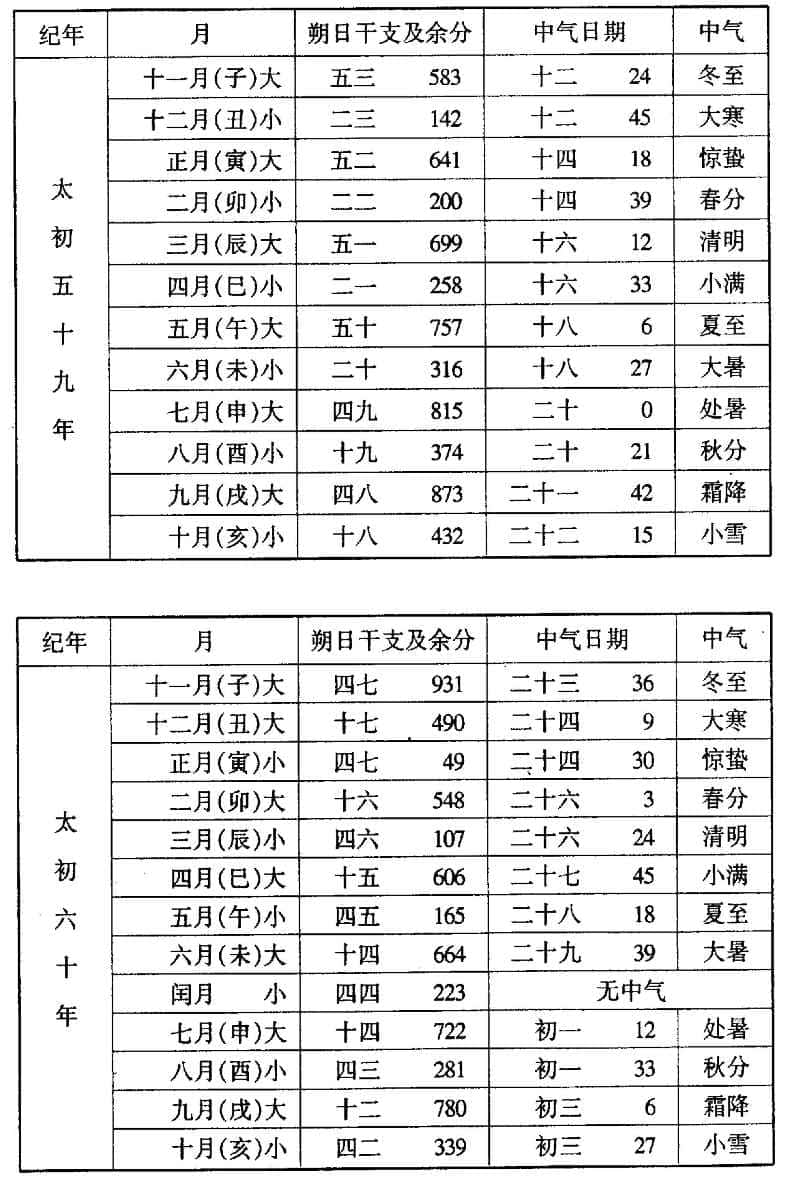 纪年 月 朔日干支及余分 中气日期 中气
太初五十九年
十一月(子)大 五三 583 十二 24 冬至
十二月(丑)小 二三 142 十二 45 大寒
正月(寅)大 五二 641 十四 18 惊蛰
二月(卯)小 二二 200 十四 39 春分
三月(辰)大 五一 699 十六 12 清明
四月(巳)小 二一 258 十六 33 小满
五月(午)大 五十 757 十八 6 夏至
六月(未)小 二十 316 十八 27 大暑
七月(申)大 四九 815 二十 0 处暑
八月(酉)小 十九 374 二十 21 秋分
九月(戌)大 四八 873 二十一 42 霜降
十月(亥)小 十八 432 二十二 15 小雪
纪年 月 朔日干支及余分 中气日期 中气
太初六十年
十一月(子)大 四七 931 二十三 36 冬至
十二月(丑)大 十七 490 二十四 9 大寒
正月(寅)小 四七 49 二十四 30 惊蛰
二月(卯)大 十六 548 二十六 3 春分
三月(辰)小 四六 107 二十六 24 清明
四月(巳)大 十五 606 二十七 45 小满
五月(午)小 四五 165 二十八 18 夏至
六月(未)大 十四 664 二十九 39 大暑
闰月 小 四四 223 无中气
七月(申)大 十四 722 初一 12 处暑
八月(酉)小 四三 281 初一 33 秋分
九月(戌)大 十二 780 初三 6 霜降
十月(亥)小 四二 339 初三 27 小雪